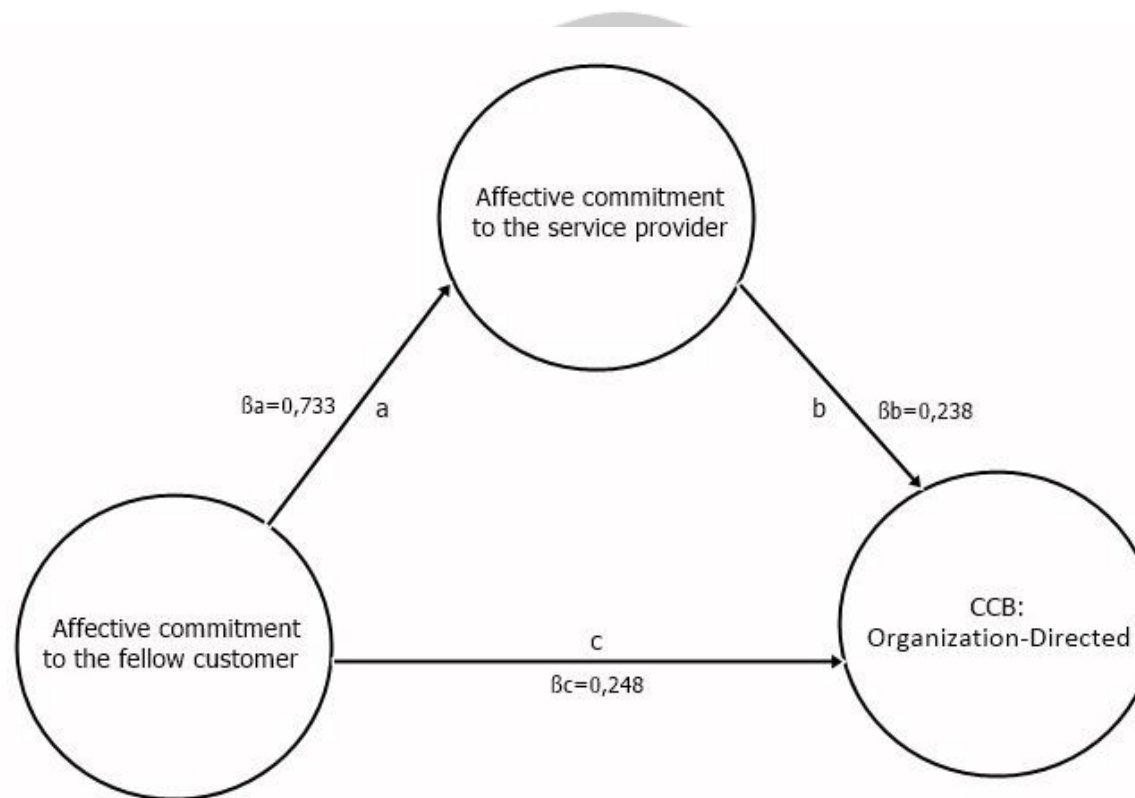 Affective commitment
to the service provider
ßa=0,733
a
b
ßb=0,238
Affective commitment
to the fellow customer
c
ßc=0,248
CCB:
Organization-Directed